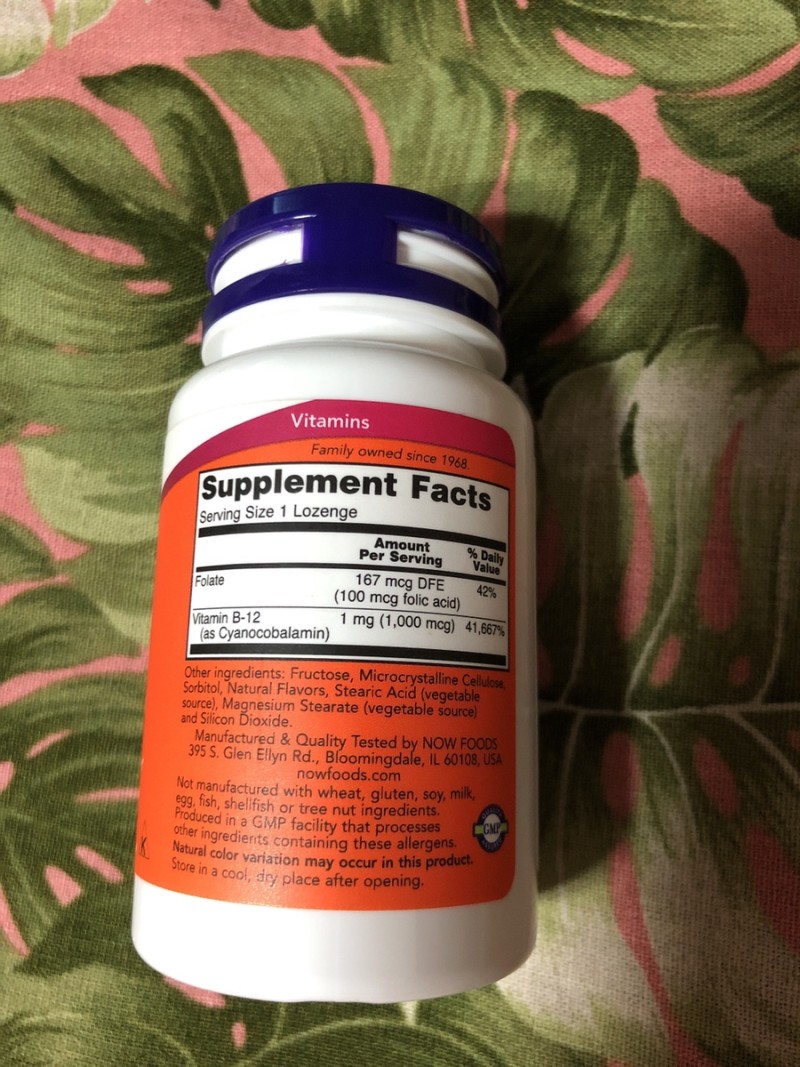 Vitamins
Family owned since 1968.
Supplement Facts
Serving Size 1 Lozenge
Amount
Per Serving
% Daily
Value
Folate
167 mcg DFE
(100 mcg folic acid)
42%
Vitamin B-12
(as Cyanocobalamin)
1 mg (1,000 mcg)
41,667%
Other ingredients: Fructose, Microcrystalline Cellulose,
Sorbitol, Natural Flavors, Stearic Acid (vegetable
source), Magnesium Stearate (vegetable source)
and Silicon Dioxide.
Manufactured & Quality Tested by NOW FOODS
395 S. Glen Ellyn Rd., Bloomingdale, IL 60108, USA
nowfoods.com
Not manufactured with wheat, gluten, soy, milk,
egg, fish, shellfish or tree nut ingredients.
Produced in a GMP facility that processes
other ingredients containing these allergens.
Natural color variation may occur in this product.
Store in a cool, dry place after opening.
GMP
K